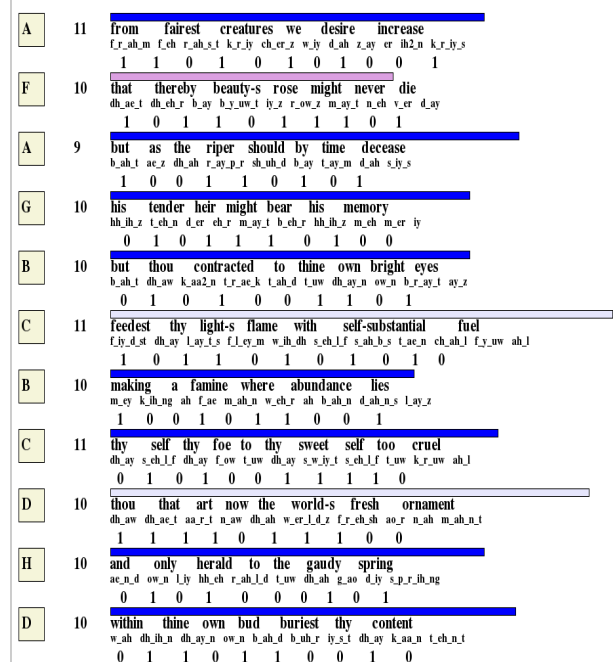 A 11 from fairest creatures we desire increase
f_r_ah_m f_eh r_ah_s_t k_r_iy ch_er_z w_iy d_ah z_ay er ih2_n k_r_iy_s
1 1 0 1 0 1 0 1 0 0 1
F 10 that thereby beauty-s rose might never die
dh_ae_t dh_eh_r b_ay b_y_uw_t iy_z r_ow_z m_ay_t n_eh v_er d_ay
1 0 1 1 0 1 1 1 0 1
A 9 but as the riper should by time decease
b_ah_t ae_z dh_ah r_ay_p_r sh_uh_d b_ay t_ay_m d_ah s_iy_s
1 0 0 1 1 0 1 0 1
G 10 his tender heir might bear his memory
hh_ih_z t_eh_n d_er eh_r m_ay_t b_eh_r hh_ih_z m_eh m_er iy
0 1 0 1 1 1 0 1 0 0
B 10 but thou contracted to thine own bright eyes
b_ah_t dh_aw k_aa2_n t_r_ae_k t_ah_d t_uw dh_ay_n ow_n b_r_ay_t ay_z
0 1 0 1 0 0 1 1 0 1
C 11 feedest thy light-s flame with self-substantial fuel
f_iy_d_st dh_ay l_ay_t_s f_l_ey_m w_ih_dh s_eh_l_f s_ah_b_s t_ae_n ch_ah_l f_y_uw ah_l
1 0 1 1 0 1 0 1 0 1 0
B 10 making a famine where abundance lies
m_ey k_ih_ng ah f_ae m_ah_n w_eh_r ah b_ah_n d_ah_n_s l_ay_z
1 0 0 1 0 1 1 0 0 1
C 11 thy self thy foe to thy sweet self too cruel
dh_ay s_eh_l_f dh_ay f_ow t_uw dh_ay s_w_iy_t s_eh_l_f t_uw k_r_uw ah_l
0 1 0 1 0 0 1 1 1 1 0
D 10 thou that art now the world-s fresh ornament
dh_aw dh_ae_t aa_r_t n_aw dh_ah w_er_l_d_z f_r_eh_sh ao_r n_ah m_ah_n_t
1 1 1 1 0 1 1 1 0 0
H 10 and only herald to the gaudy spring
ae_n_d ow_n l_iy hh_eh r_ah_l_d t_uw dh_ah g_ao d_iy s_p_r_ih_ng
0 1 0 1 0 0 0 1 0 1
D 10 within thine own bud buriest thy content
w_ah dh_ih_n dh_ay_n ow_n b_ah_d b_uh_r iy_s_t dh_ay k_aa_n t_eh_n_t
0 1 1 0 1 1 0 0 1 0